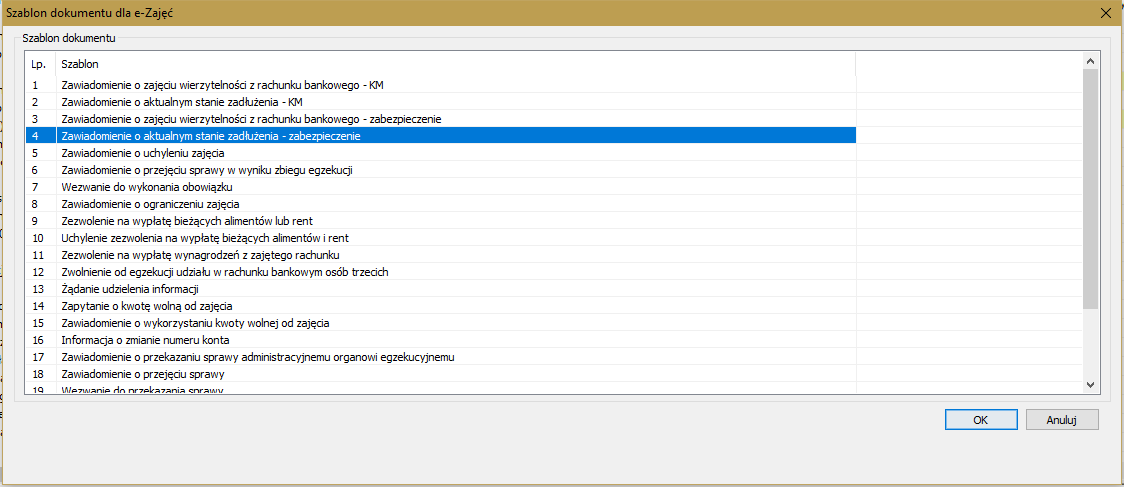 Szablon dokumentu dla e-Zajęć
Szablon dokumentu
Lp. Szablon
1 Zawiadomienie o zajęciu wierzytelności z rachunku bankowego - KM
2 Zawiadomienie o aktualnym stanie zadłużenia - KM
3 Zawiadomienie o zajęciu wierzytelności z rachunku bankowego - zabezpieczenie
4 Zawiadomienie o aktualnym stanie zadłużenia - zabezpieczenie
5 Zawiadomienie o uchyleniu zajęcia
6 Zawiadomienie o przejęciu sprawy w wyniku zbiegu egzekucji
7 Wezwanie do wykonania obowiązku
8 Zawiadomienie o ograniczeniu zajęcia
9 Zezwolenie na wypłatę bieżących alimentów lub rent
10 Uchylenie zezwolenia na wypłatę bieżących alimentów i rent
11 Zezwolenie na wypłatę wynagrodzeń z zajętego rachunku
12 Zwolnienie od egzekucji udziału w rachunku bankowym osób trzecich
13 Żądanie udzielenia informacji
14 Zapytanie o kwotę wolną od zajęcia
15 Zawiadomienie o wykorzystaniu kwoty wolnej od zajęcia
16 Informacja o zmianie numeru konta
17 Zawiadomienie o przekazaniu sprawy administracyjnemu organowi egzekucyjnemu
18 Zawiadomienie o przejęciu sprawy
19 Wezwanie do przekazania sprawy
OK Anuluj